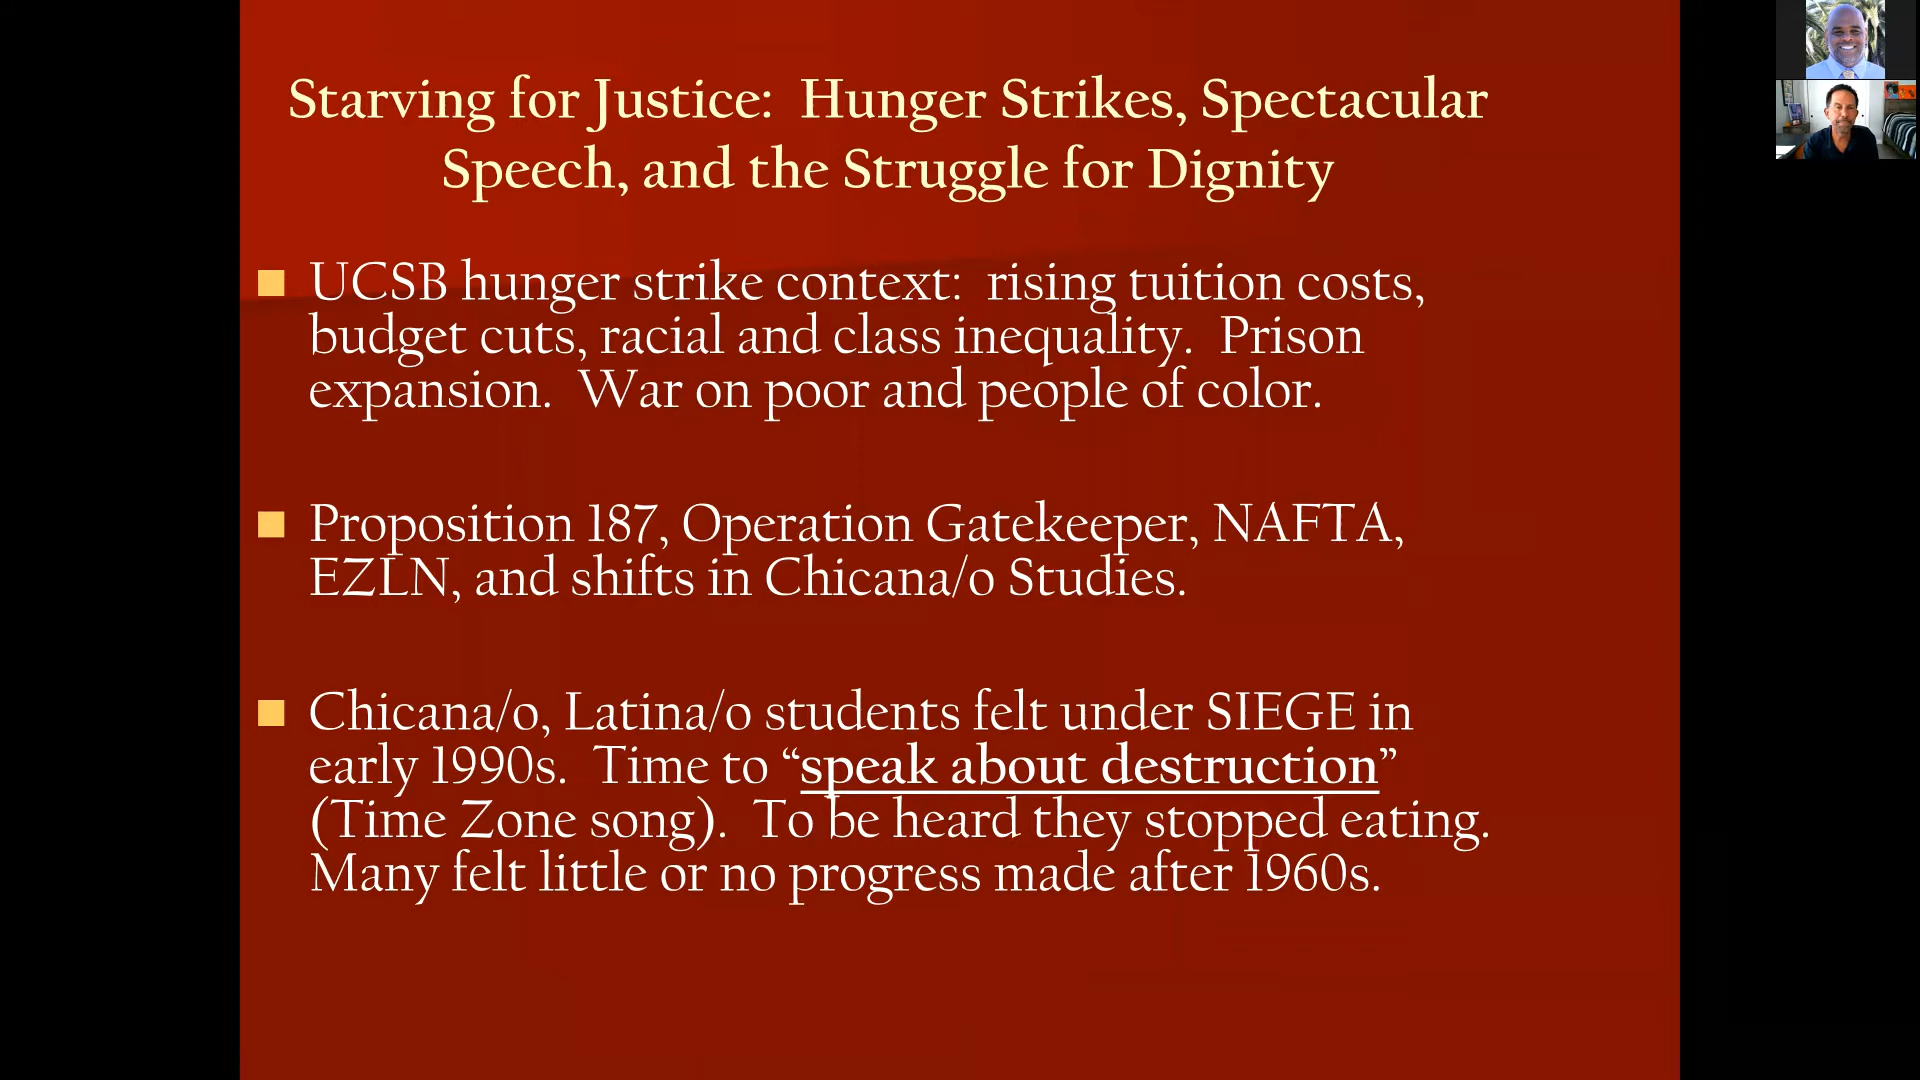 Starving for Justice:  Hunger Strikes, Spectacular
Speech, and the Struggle for Dignity
UCSB hunger strike context:  rising tuition costs,
budget cuts, racial and class inequality.  Prison
expansion.  War on poor and people of color.
Proposition 187, Operation Gatekeeper, NAFTA,
EZLN, and shifts in Chicana/o Studies.
Chicana/o, Latina/o students felt under SIEGE in
early 1990s.  Time to “speak about destruction”
(Time Zone song).  To be heard they stopped eating.
Many felt little or no progress made after 1960s.